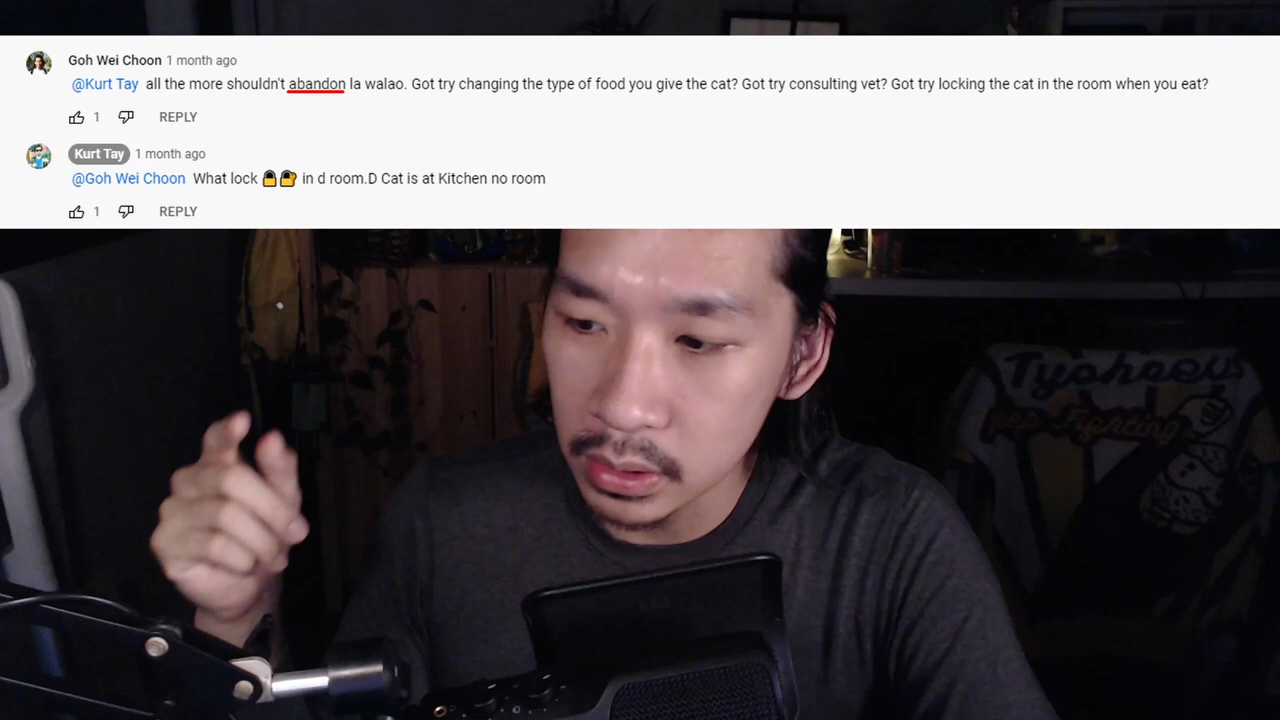 Goh Wei Choon 1 month ago
@Kurt Tay all the more shouldn't abandon la walao. Got try changing the type of food you give the cat? Got try consulting vet? Got try locking the cat in the room when you eat?
1 REPLY
Kurt Tay 1 month ago
@Goh Wei Choon What lock 🔒🔐 in d room.D Cat is at Kitchen no room
1 REPLY
Typhoeus
Fighting